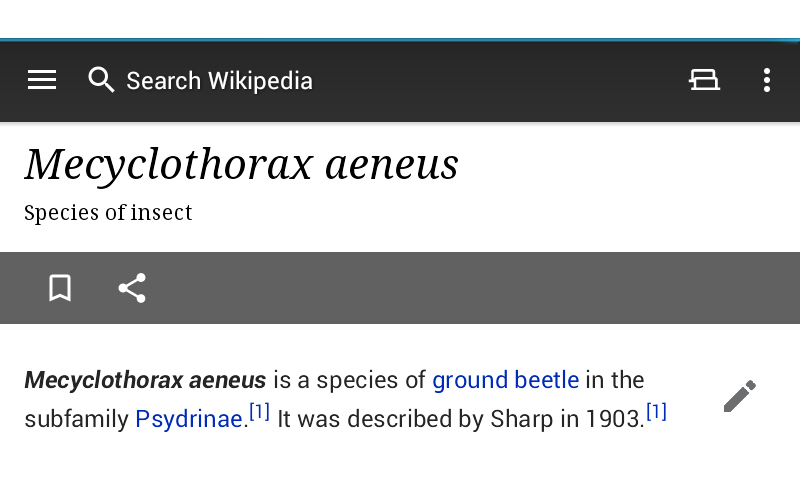 Search Wikipedia
Mecyclothorax aeneus
Species of insect
Mecyclothorax aeneus is a species of ground beetle in the
subfamily Psydrinae.[1] It was described by Sharp in 1903.[1]